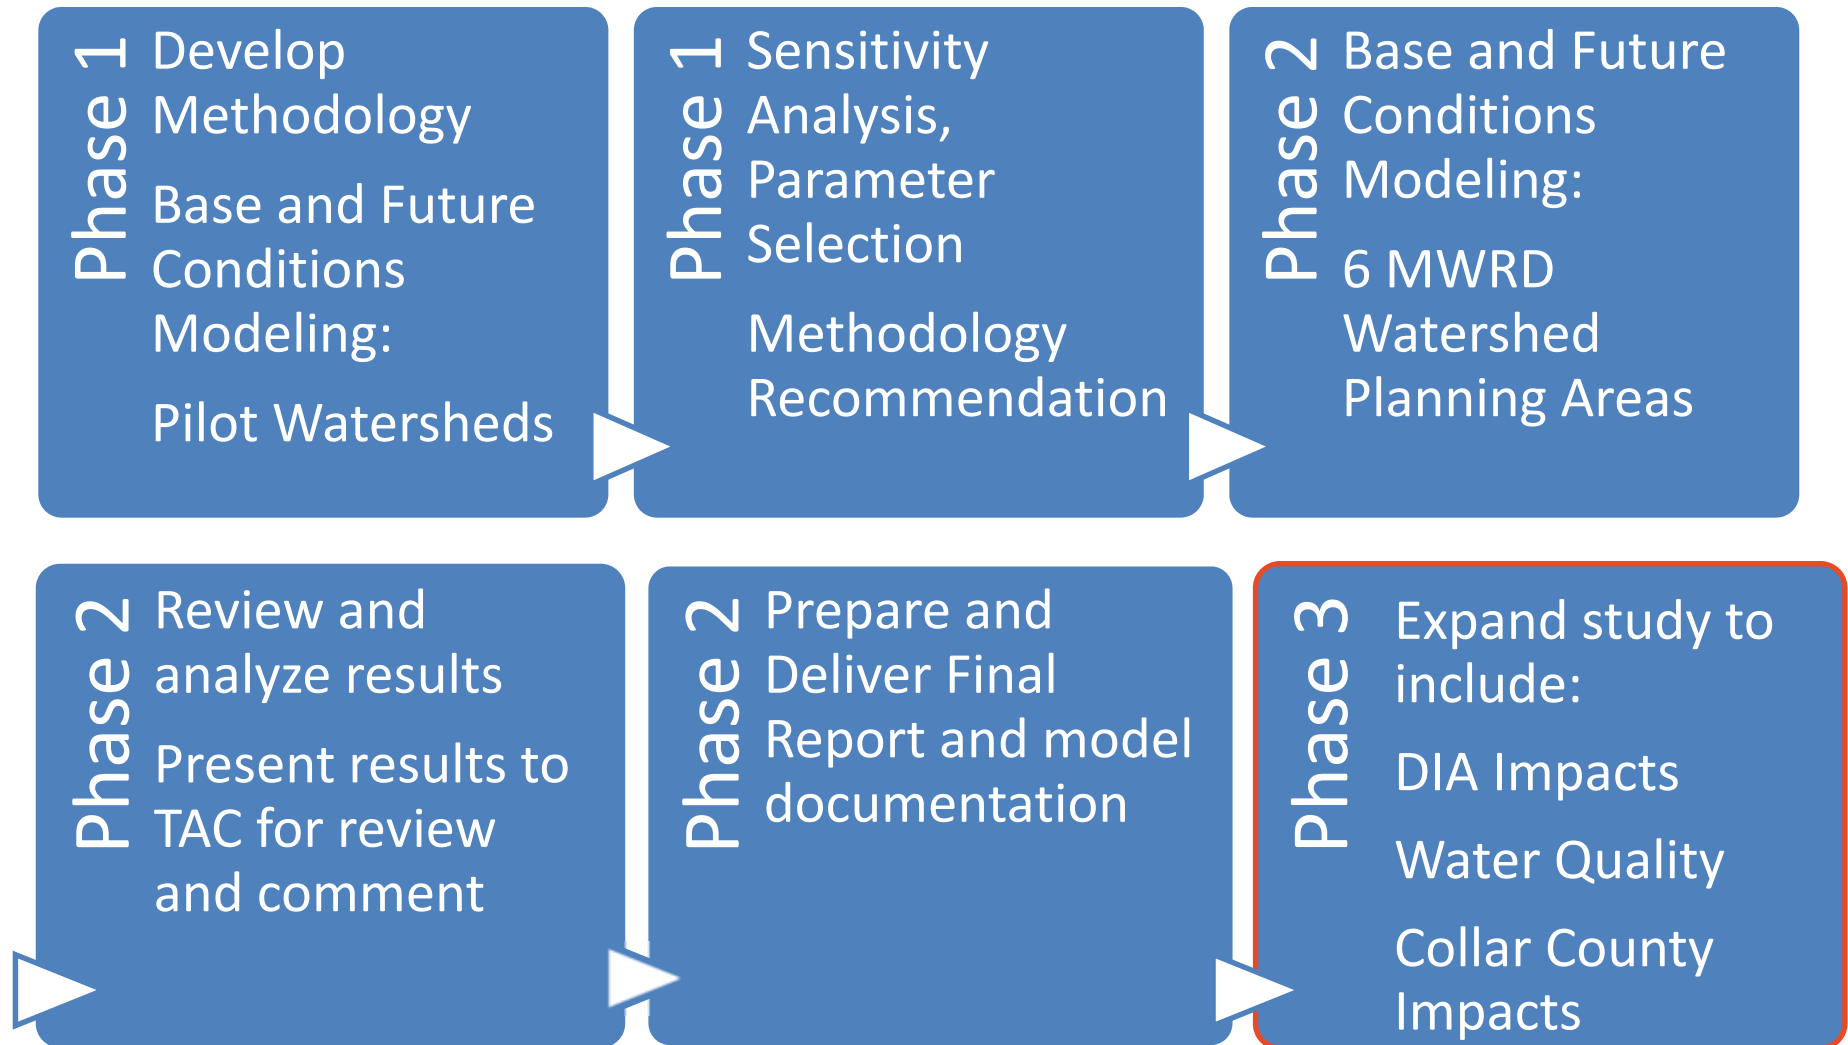 Phase 1
Develop
Methodology
Base and Future
Conditions
Modeling:
Pilot Watersheds
Phase 1
Sensitivity
Analysis,
Parameter
Selection
Methodology
Recommendation
Phase 2
Base and Future
Conditions
Modeling:
6 MWRD
Watershed
Planning Areas
Phase 2
Review and
analyze results
Present results to
TAC for review
and comment
Phase 2
Prepare and
Deliver Final
Report and model
documentation
Phase 3
Expand study to
include:
DIA Impacts
Water Quality
Collar County
Impacts